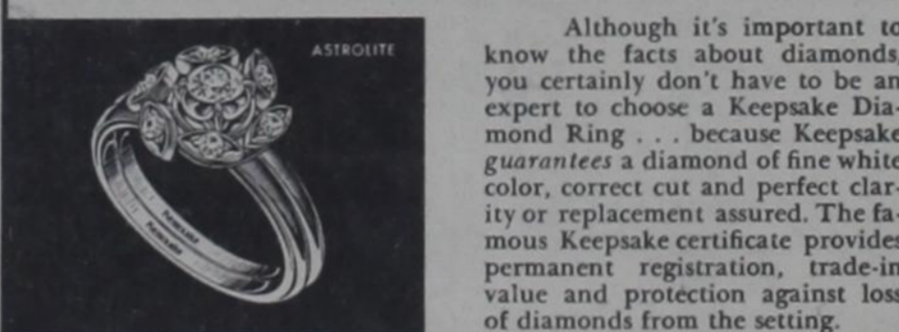 ASTROLITE
Although it's important to
know the facts about diamonds,
you certainly don't have to be an
expert to choose a Keepsake Dia-
mond Ring . . . because Keepsake
guarantees a diamond of fine white
color, correct cut and perfect clar-
ity or replacement assured. The fa-
mous Keepsake certificate provides
permanent registration, trade-in
value and protection against loss
of diamonds from the setting.